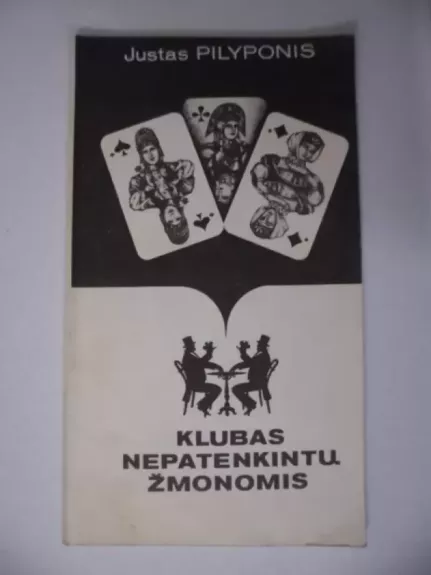 Justas PILYPONIS
KLUBAS
NEPATENKINTŲ
ŽMONOMIS